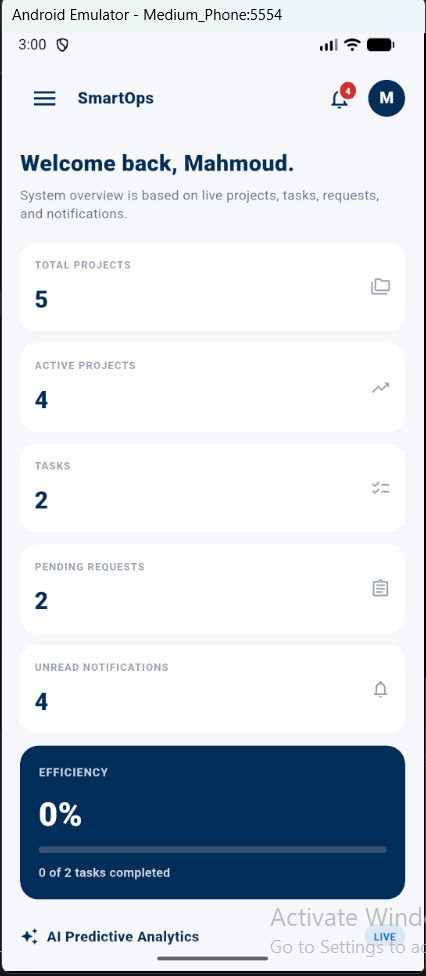 Android Emulator - Medium_Phone:5554
3:00
SmartOps
4
M
Welcome back, Mahmoud.
System overview is based on live projects, tasks, requests,
and notifications.
TOTAL PROJECTS
5
ACTIVE PROJECTS
4
TASKS
2
PENDING REQUESTS
2
UNREAD NOTIFICATIONS
4
EFFICIENCY
0%
0 of 2 tasks completed
Activate Wind
AI Predictive Analytics
LIVE
Go to Settings to ac